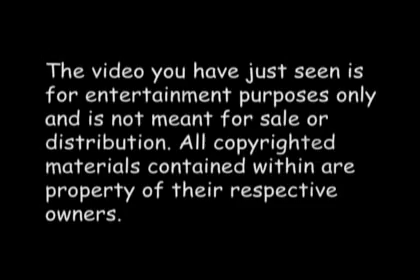 The video you have just seen is
for entertainment purposes only
and is not meant for sale or
distribution. All copyrighted
materials contained within are
property of their respective
owners.